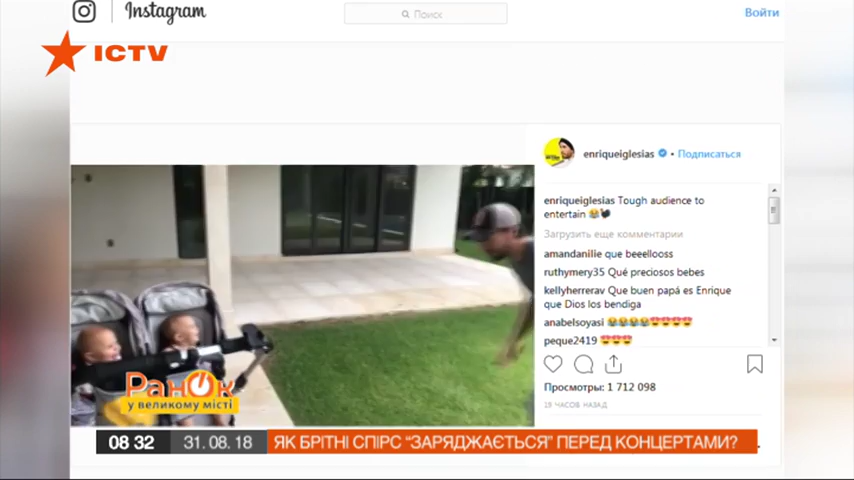 Instagram
Поиск
Войти
ICTV
enriqueiglesias • Подписаться
enriqueiglesias Tough audience to
entertain
Загрузить еще комментарии
amandanilie que beeellooss
ruthymery35 Qué preciosos bebes
kellyherrerav Que buen papá es Enrique
que Dios los bendiga
anabelsoyasi 😂😂😂😂😍😍😍😍
peque2419 😍😍😍
Просмотры: 1 712 098
15 ЧАСОВ НАЗАД
РАНОК
У ВЕЛИКОМУ МІСТІ
08 32 31. 08. 18 ЯК БРІТНІ СПІРС "ЗАРЯДЖАЄТЬСЯ" ПЕРЕД КОНЦЕРТАМИ?